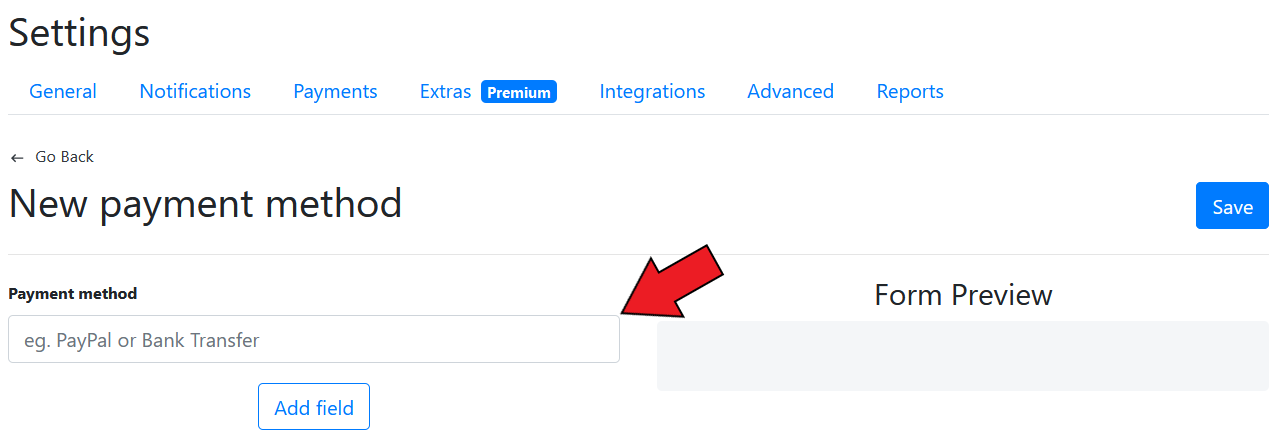 Settings
General Notifications Payments Extras Premium Integrations Advanced Reports
← Go Back
New payment method
Save
Payment method
Form Preview
eg. PayPal or Bank Transfer
Add field